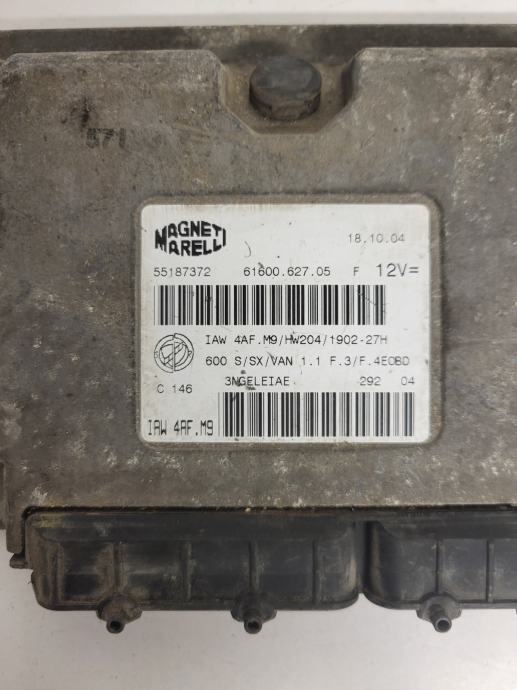 571
MAGNETI
MARELLI
18.10.04
55187372 61600.627.05 F 12V=
IAW 4AF.M9/HW204/1902-27H
600 S/SX/VAN 1.1 F.3/F.4EOBD
C 146 3NGELEIAE 292 04
IAW 4AF.M9